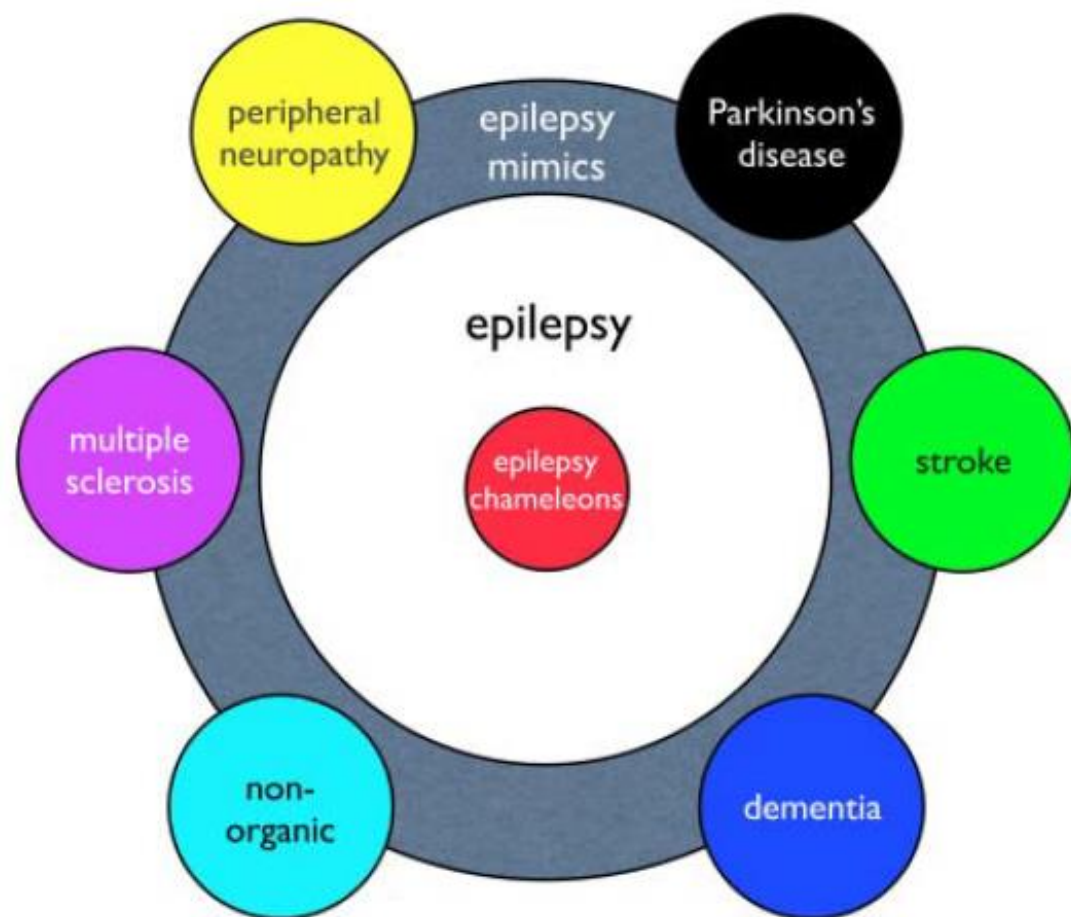 peripheral
neuropathy
epilepsy
mimics
Parkinson's
disease
epilepsy
multiple
sclerosis
epilepsy
chameleons
stroke
non-
organic
dementia